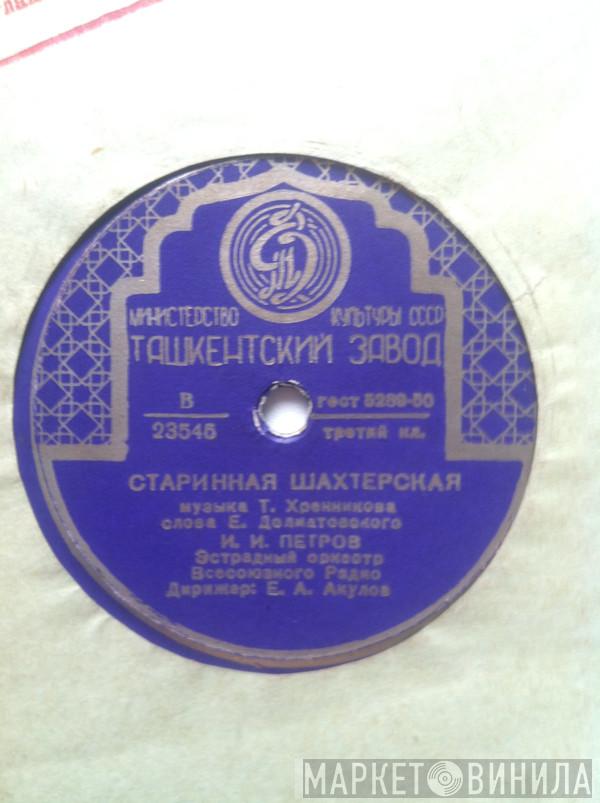 МИНИСТЕРСТВО КУЛЬТУРЫ СССР
ТАШКЕНТСКИЙ ЗАВОД
В гост 5289-50
23545 третий кл.
СТАРИННАЯ ШАХТЕРСКАЯ
музыка Т. Хренникова
слова Е. Долматовского
И. И. ПЕТРОВ
Эстрадный оркестр
Всесоюзного Радио
Дирижер: Е. А. Акулов
МАРКЕТ ВИНИЛА